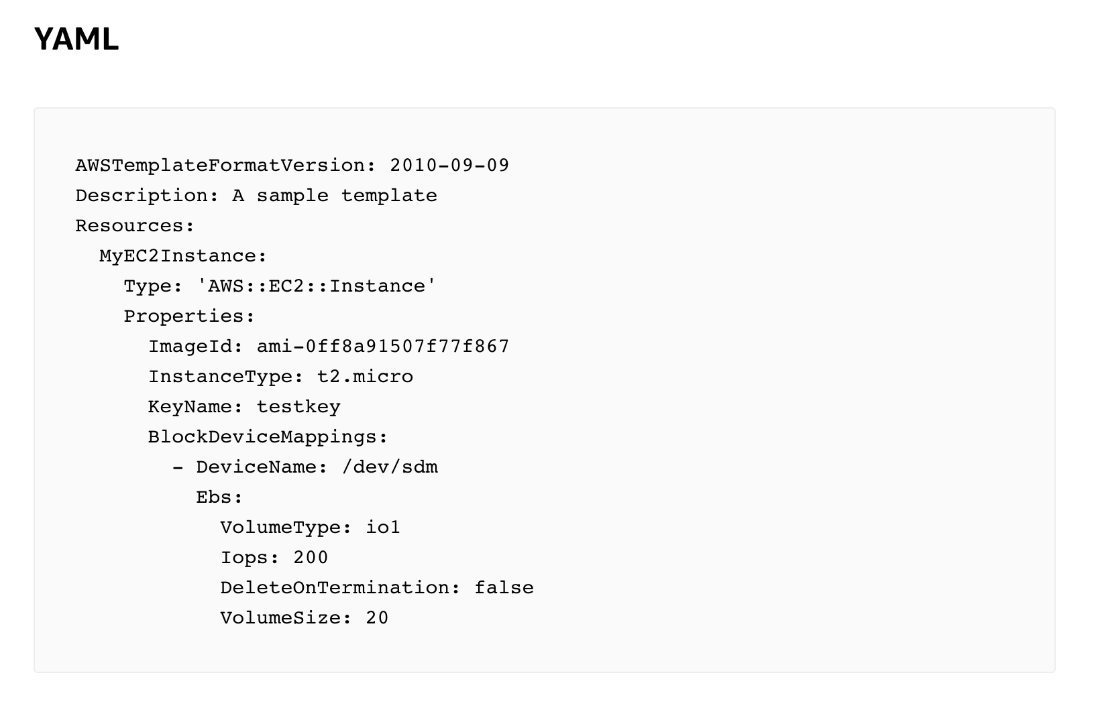 YAML
AWSTemplateFormatVersion: 2010-09-09
Description: A sample template
Resources:
  MyEC2Instance:
    Type: 'AWS::EC2::Instance'
    Properties:
      ImageId: ami-0ff8a91507f77f867
      InstanceType: t2.micro
      KeyName: testkey
      BlockDeviceMappings:
        - DeviceName: /dev/sdm
          Ebs:
            VolumeType: io1
            Iops: 200
            DeleteOnTermination: false
            VolumeSize: 20